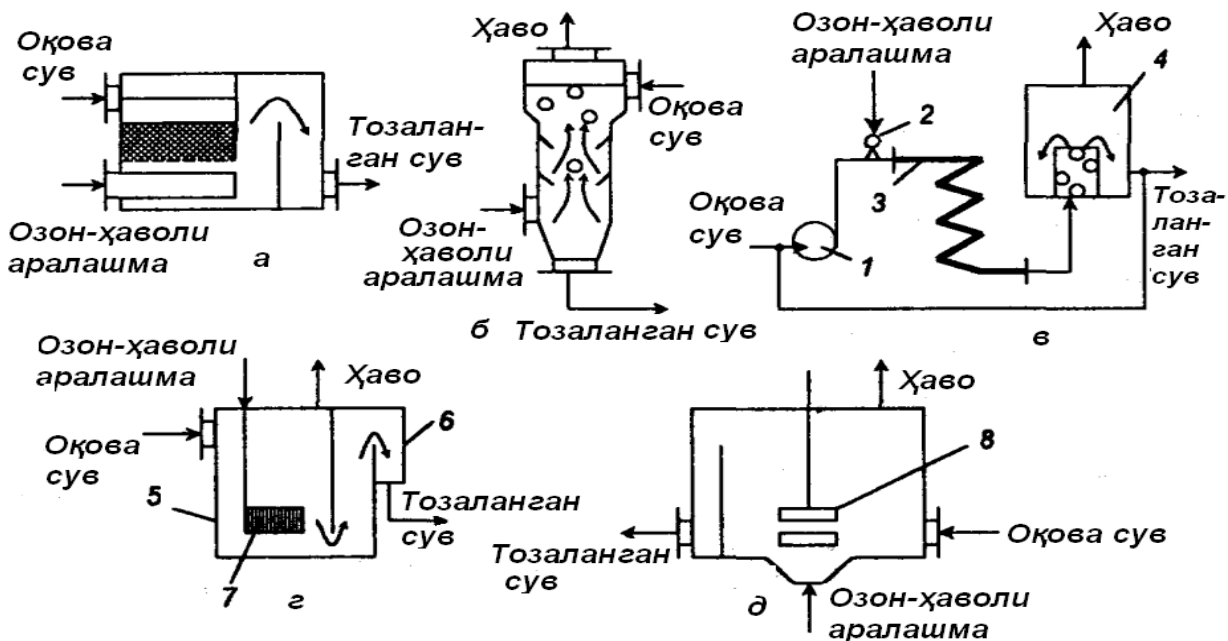 Оқова
сув
Озон-ҳаволи
аралашма
Тозалан-
ган сув
а
Ҳаво
Оқова
сув
Озон-
ҳаволи
аралашма
Тозаланган сув
б
Озон-ҳаволи
аралашма
2
3
Оқова
сув
1
Ҳаво
4
Тоза-
лан-
ган
сув
в
Озон-ҳаволи
аралашма
Ҳаво
Оқова
сув
5
6
Тозаланган
сув
7
г
Ҳаво
8
Тозаланган
сув
Оқова сув
Озон-ҳаволи
аралашма
д